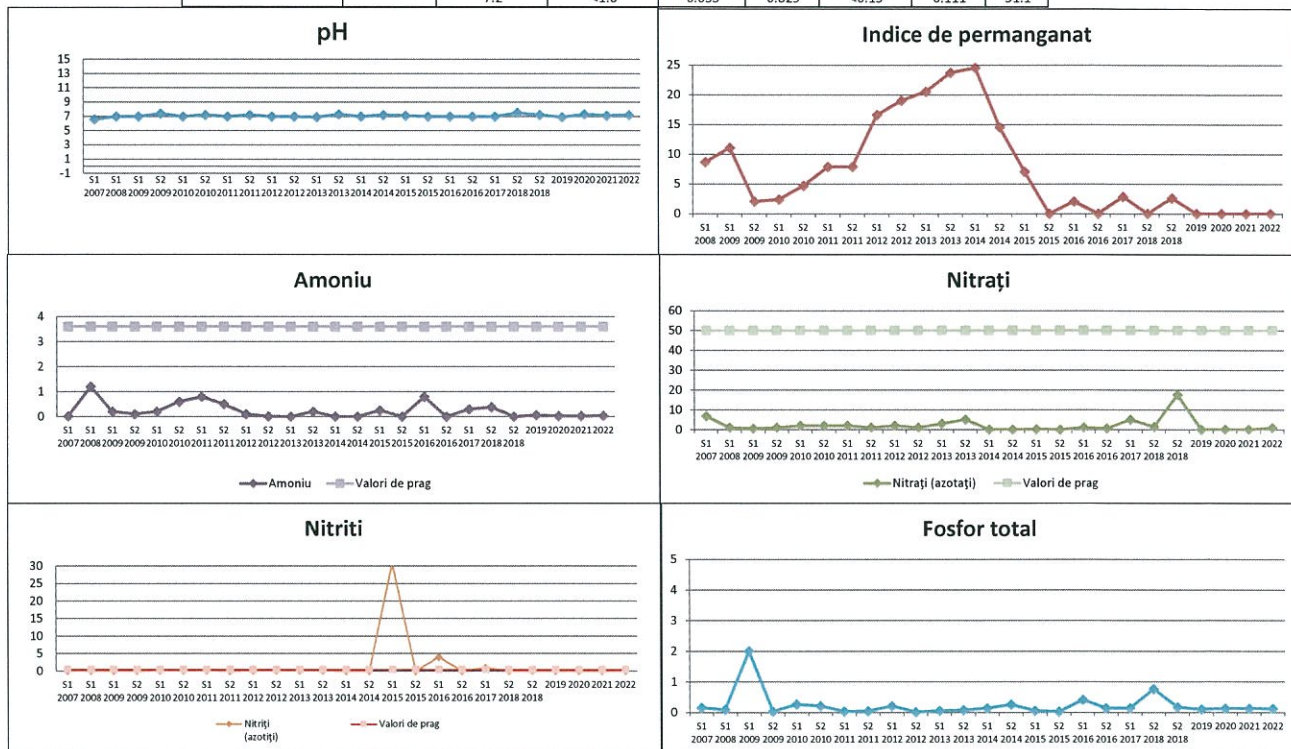 pH
15
13
11
9
7
5
3
1
-1
S1 S1 S1 S2 S1 S2 S1 S2 S1 S2 S1 S2 S1 S2 S1 S2 S1 S2 S1 S2 S2 2019 2020 2021 2022
2007 2008 2009 2009 2010 2010 2011 2011 2012 2012 2013 2013 2014 2014 2015 2015 2016 2016 2017 2018 2018
Indice de permanganat
25
20
15
10
5
0
S1 S1 S2 S1 S2 S1 S2 S1 S2 S1 S2 S1 S2 S1 S2 S1 S2 S1 S2 S2 2019 2020 2021 2022
2008 2009 2009 2010 2010 2011 2011 2012 2012 2013 2013 2014 2014 2015 2015 2016 2016 2017 2018 2018
Amoniu
4
3
2
1
0
S1 S1 S1 S2 S1 S2 S1 S2 S1 S2 S1 S2 S1 S2 S1 S2 S1 S2 S1 S2 S2 2019 2020 2021 2022
2007 2008 2009 2009 2010 2010 2011 2011 2012 2012 2013 2013 2014 2014 2015 2015 2016 2016 2017 2018 2018
Amoniu Valori de prag
Nitrați
60
50
40
30
20
10
0
S1 S1 S1 S2 S1 S2 S1 S2 S1 S2 S1 S2 S1 S2 S1 S2 S1 S2 S1 S2 S2 2019 2020 2021 2022
2007 2008 2009 2009 2010 2010 2011 2011 2012 2012 2013 2013 2014 2014 2015 2015 2016 2016 2017 2018 2018
Nitrați (azotați) Valori de prag
Nitriti
30
25
20
15
10
5
0
S1 S1 S1 S2 S1 S2 S1 S2 S1 S2 S1 S2 S1 S2 S1 S2 S1 S2 S1 S2 S2 2019 2020 2021 2022
2007 2008 2009 2009 2010 2010 2011 2011 2012 2012 2013 2013 2014 2014 2015 2015 2016 2016 2017 2018 2018
Nitriți Valori de prag
(azotiți)
Fosfor total
5
4
3
2
1
0
S1 S1 S1 S2 S1 S2 S1 S2 S1 S2 S1 S2 S1 S2 S1 S2 S1 S2 S1 S2 S2 2019 2020 2021 2022
2007 2008 2009 2009 2010 2010 2011 2011 2012 2012 2013 2013 2014 2014 2015 2015 2016 2016 2017 2018 2018